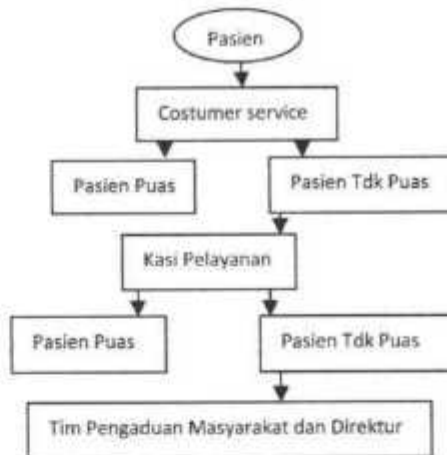 Pasien
Costumer service
Pasien Puas
Pasien Tdk Puas
Kasi Pelayanan
Pasien Puas
Pasien Tdk Puas
Tim Pengaduan Masyarakat dan Direktur